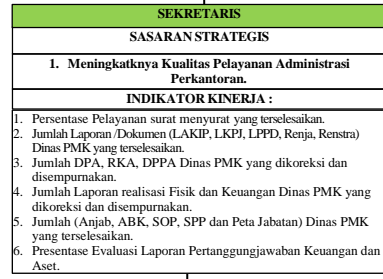 SEKRETARIS
SASARAN STRATEGIS
1. Meningkatknya Kualitas Pelayanan Administrasi
Perkantoran.
INDIKATOR KINERJA :
1. Persentase Pelayanan surat menyurat yang terselesaikan.
2. Jumlah Laporan /Dokumen (LAKIP, LKPJ, LPPD, Renja, Renstra)
Dinas PMK yang terselesaikan.
3. Jumlah DPA, RKA, DPPA Dinas PMK yang dikoreksi dan
disempurnakan.
4. Jumlah Laporan realisasi Fisik dan Keuangan Dinas PMK yang
dikoreksi dan disempurnakan.
5. Jumlah (Anjab, ABK, SOP, SPP dan Peta Jabatan) Dinas PMK
yang terselesaikan.
6. Presentase Evaluasi Laporan Pertanggungjawaban Keuangan dan
Aset.